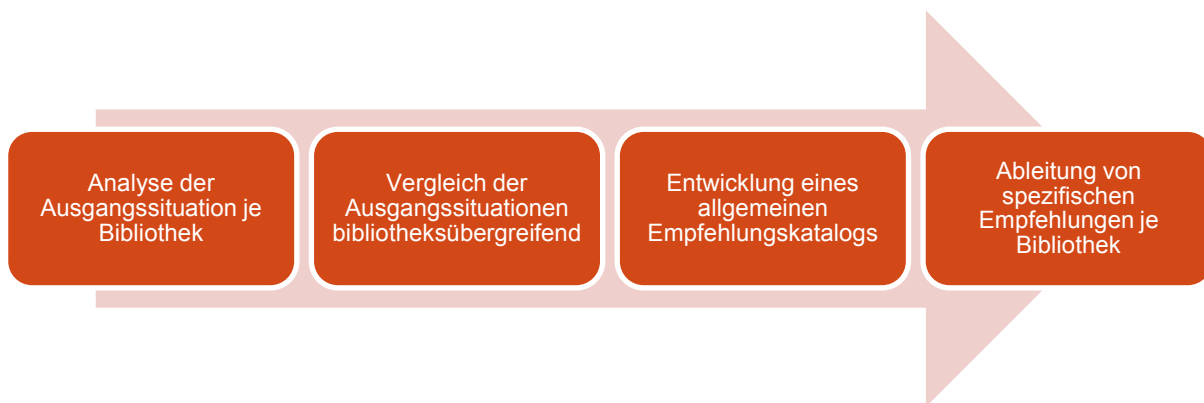 Analyse der
Ausgangssituation je
Bibliothek
Vergleich der
Ausgangssituationen
bibliotheksübergreifend
Entwicklung eines
allgemeinen
Empfehlungskatalogs
Ableitung von
spezifischen
Empfehlungen je
Bibliothek